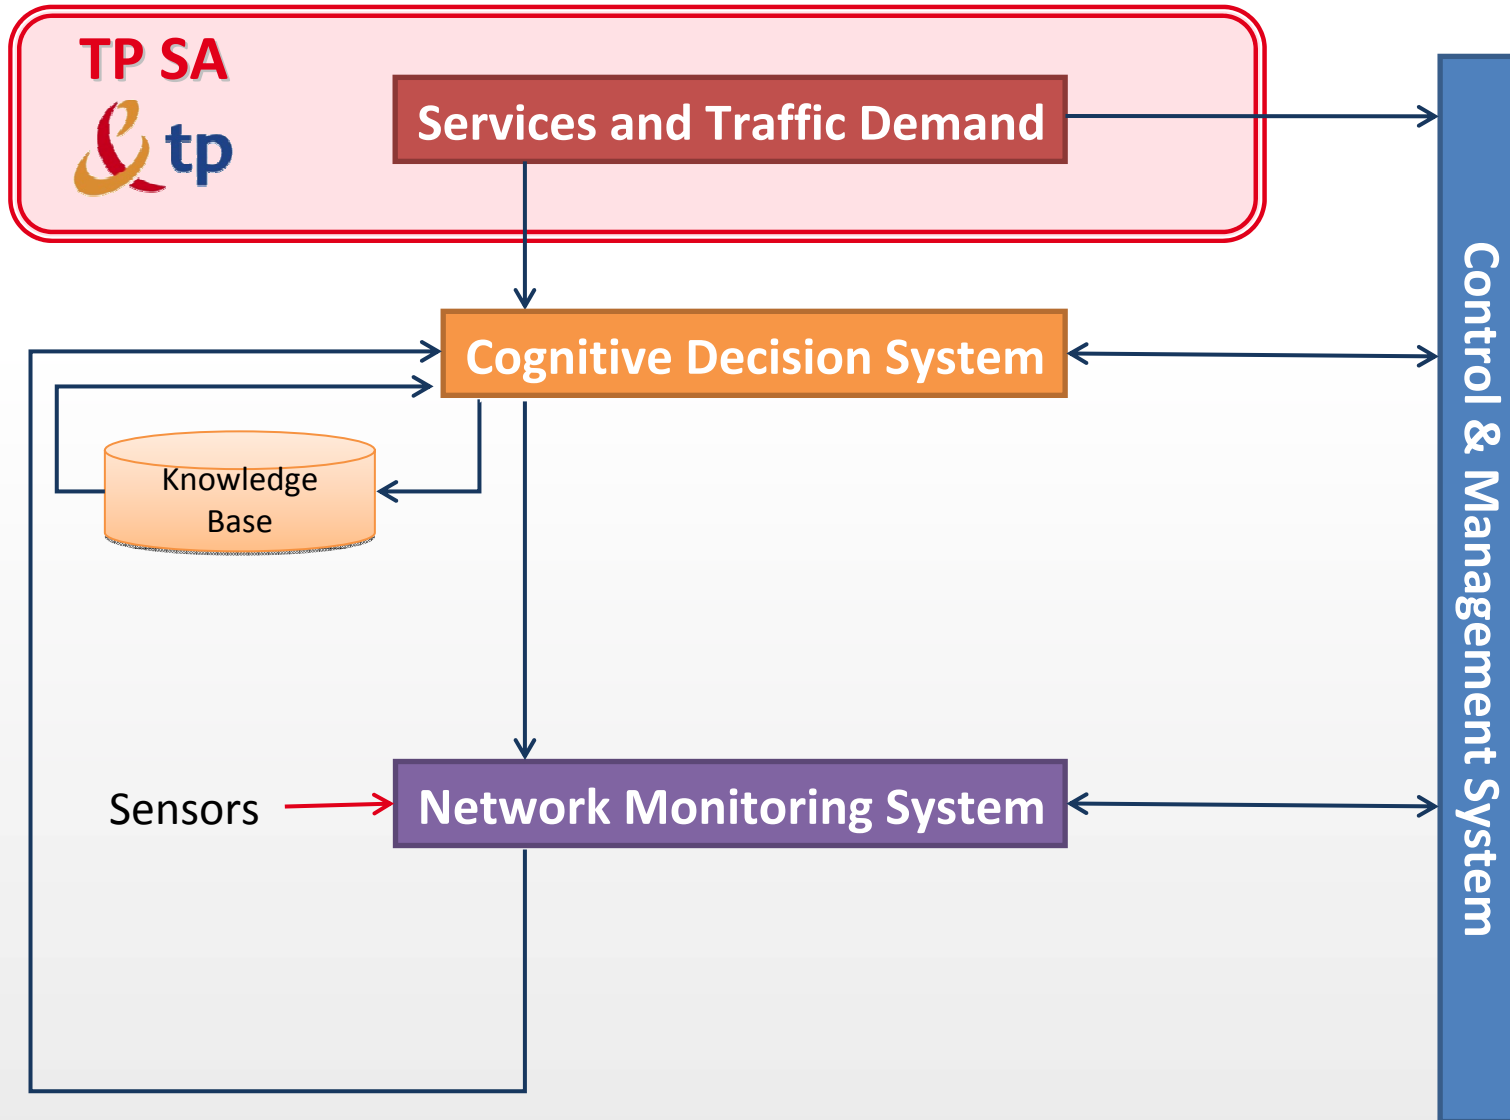 TP SA
tp
Services and Traffic Demand
Cognitive Decision System
Knowledge
Base
Sensors
Network Monitoring System
Control & Management System